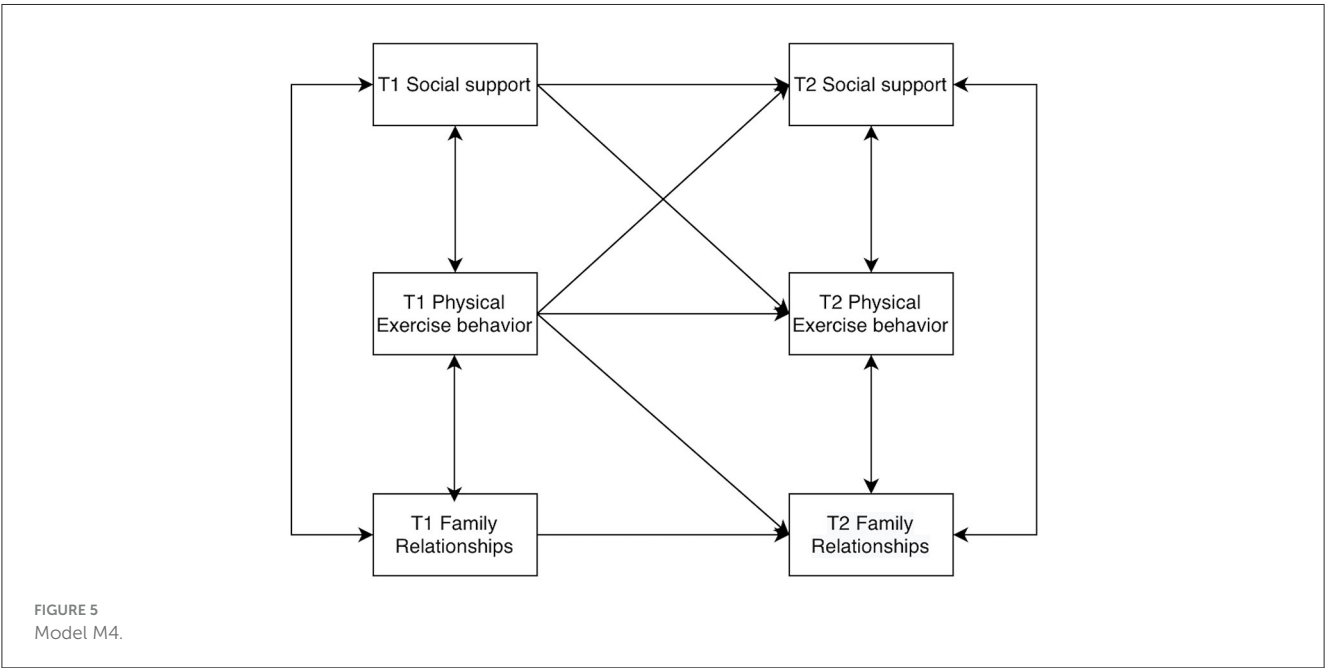 T1 Social support
T2 Social support
T1 Physical
Exercise behavior
T2 Physical
Exercise behavior
T1 Family
Relationships
T2 Family
Relationships
FIGURE 5
Model M4.